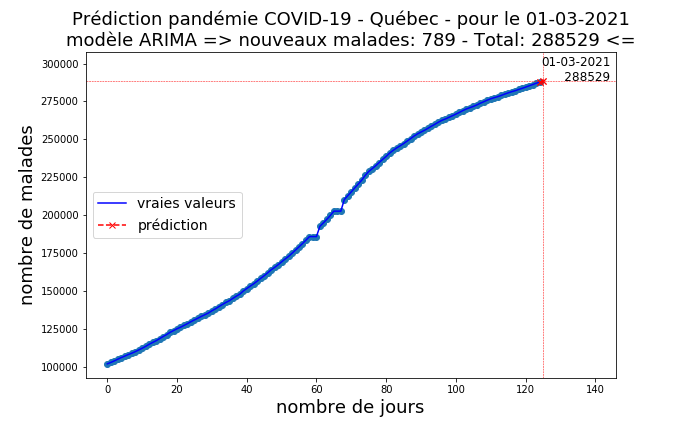 Prédiction pandémie COVID-19 - Québec - pour le 01-03-2021
modèle ARIMA => nouveaux malades: 789 - Total: 288529 <=
01-03-2021
288529
300000
275000
250000
225000
200000
175000
150000
125000
100000
nombre de malades
vraies valeurs
prédiction
0 20 40 60 80 100 120 140
nombre de jours